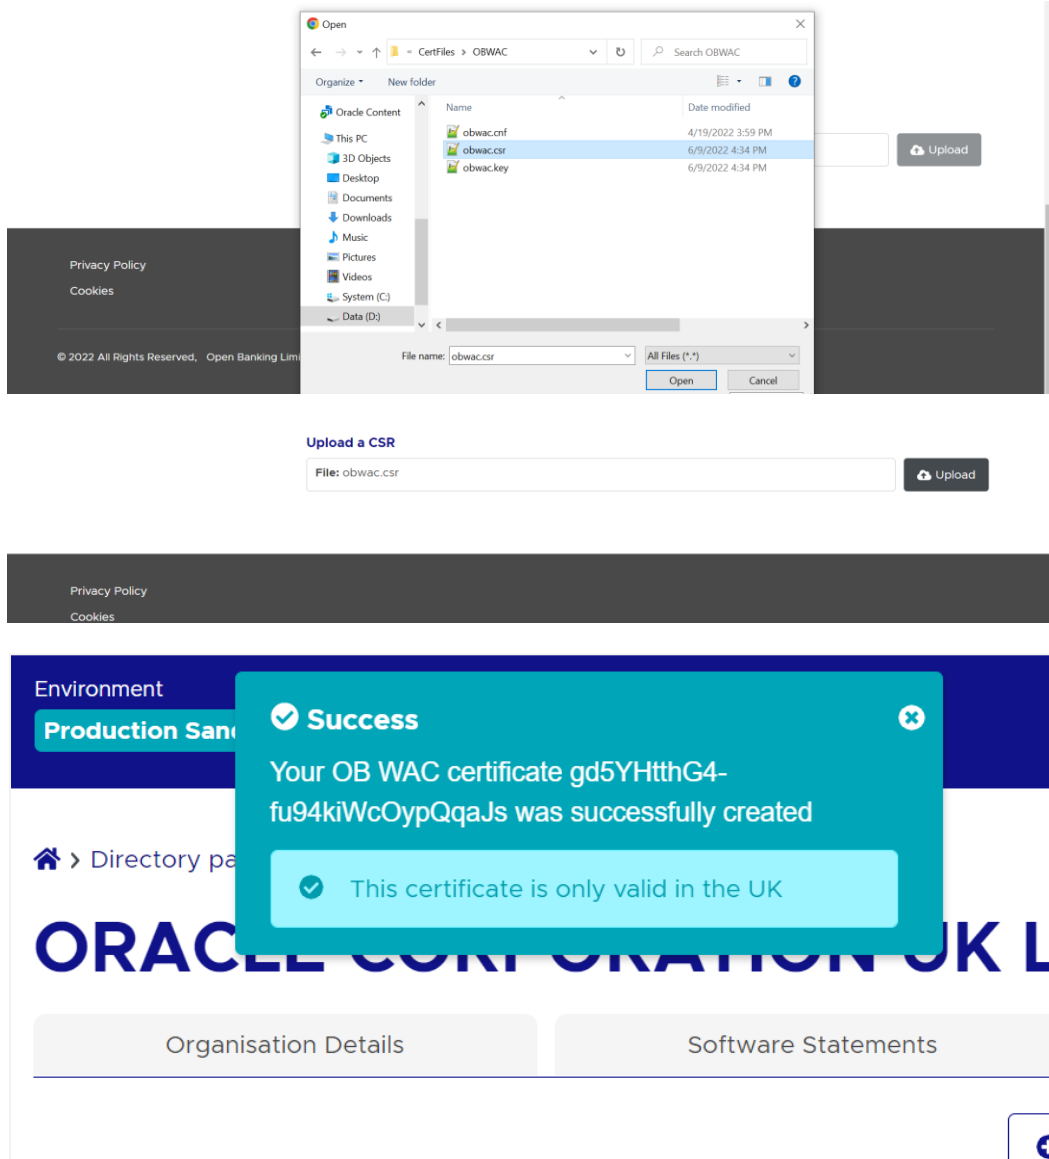 Open
CertFiles > OBWAC
Search OBWAC
Organize
New folder
Name
Date modified
Oracle Content
This PC
3D Objects
Desktop
Documents
Downloads
Music
Pictures
Videos
System (C:)
Data (D:)
obwac.cnf 4/19/2022 3:59 PM
obwac.csr 6/9/2022 4:34 PM
obwac.key 6/9/2022 4:34 PM
Upload
Privacy Policy
Cookies
© 2022 All Rights Reserved, Open Banking
File name: obwac.csr
All Files (*.*)
Open
Cancel
Upload a CSR
File: obwac.csr
Upload
Privacy Policy
Cookies
Environment
Production
Success
Your OB WAC certificate gd5YHtthG4-
fu94kiWcOypQqaJs was successfully created
This certificate is only valid in the UK
Directory
ORACLE CORPORATION UK
Organisation Details
Software Statements